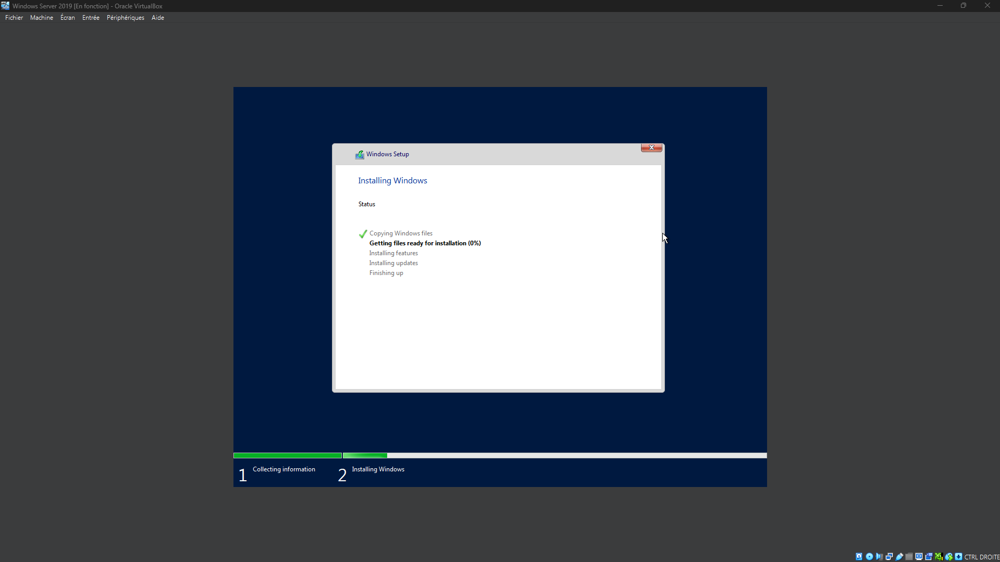 Windows Server 2019 [En fonction] - Oracle VirtualBox
Fichier Machine Écran Entrée Périphériques Aide
Windows Setup
Installing Windows
Status
Copying Windows files
Getting files ready for installation (0%)
Installing features
Installing updates
Finishing up
1 Collecting information 2 Installing Windows
CTRL DROITE